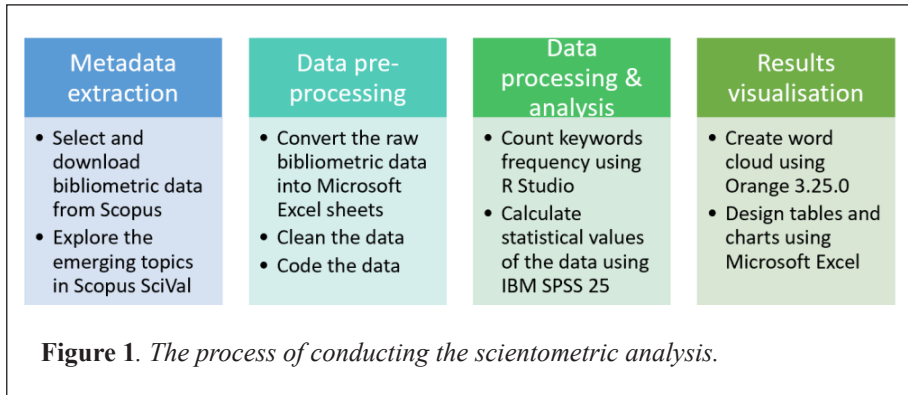 Metadata
extraction
• Select and
download
bibliometric data
from Scopus
• Explore the
emerging topics
in Scopus SciVal
Data pre-
processing
• Convert the raw
bibliometric data
into Microsoft
Excel sheets
• Clean the data
• Code the data
Data
processing &
analysis
• Count keywords
frequency using
R Studio
• Calculate
statistical values
of the data using
IBM SPSS 25
Results
visualisation
• Create word
cloud using
Orange 3.25.0
• Design tables and
charts using
Microsoft Excel
Figure 1. The process of conducting the scientometric analysis.